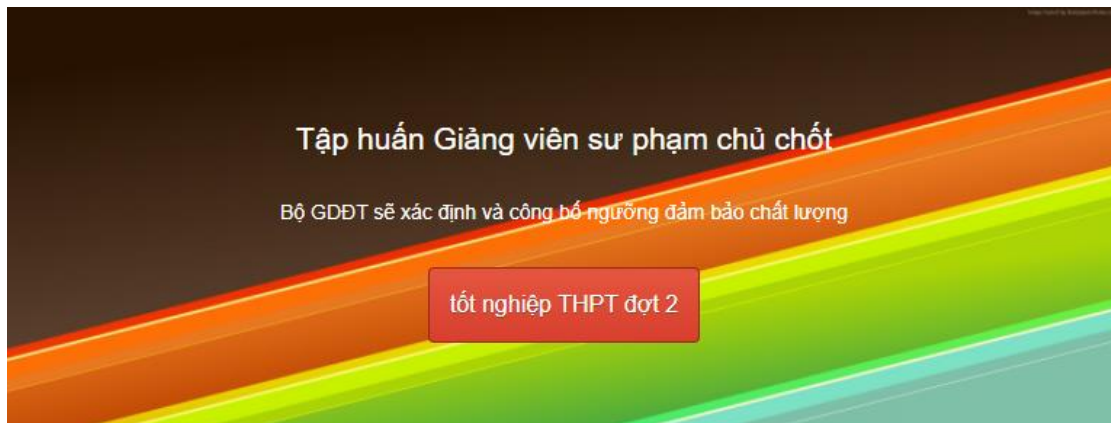 Tập huấn Giảng viên sư phạm chủ chốt
Bộ GDĐT sẽ xác định và công bố ngưỡng đảm bảo chất lượng
tốt nghiệp THPT đợt 2